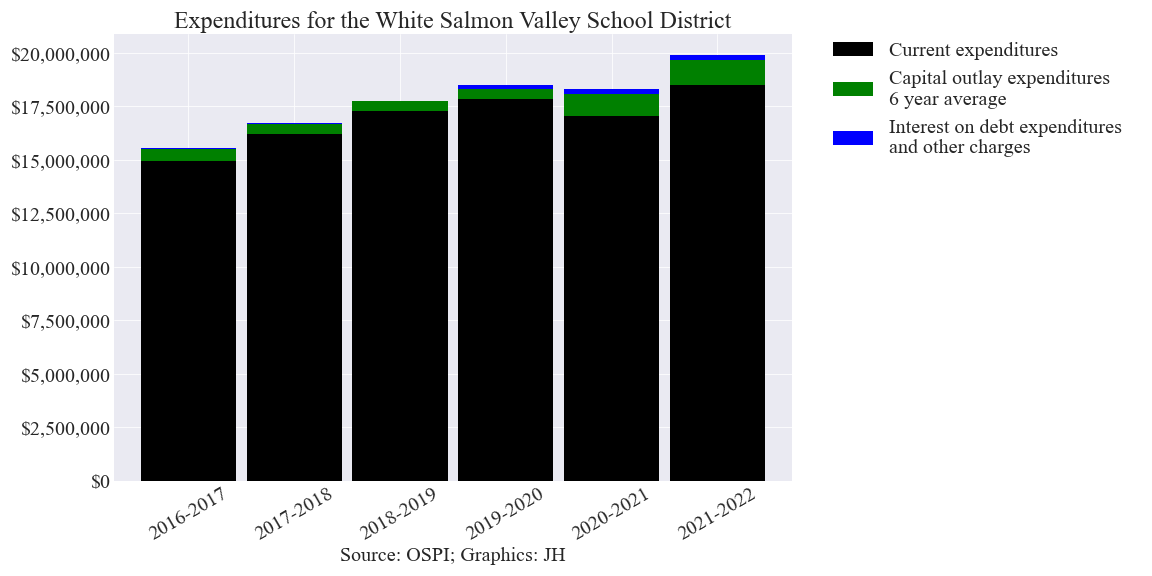 Expenditures for the White Salmon Valley School District
$20,000,000
$17,500,000
$15,000,000
$12,500,000
$10,000,000
$7,500,000
$5,000,000
$2,500,000
$0
2016-2017
2017-2018
2018-2019
2019-2020
2020-2021
2021-2022
Source: OSPI; Graphics: JH
Current expenditures
Capital outlay expenditures
6 year average
Interest on debt expenditures
and other charges